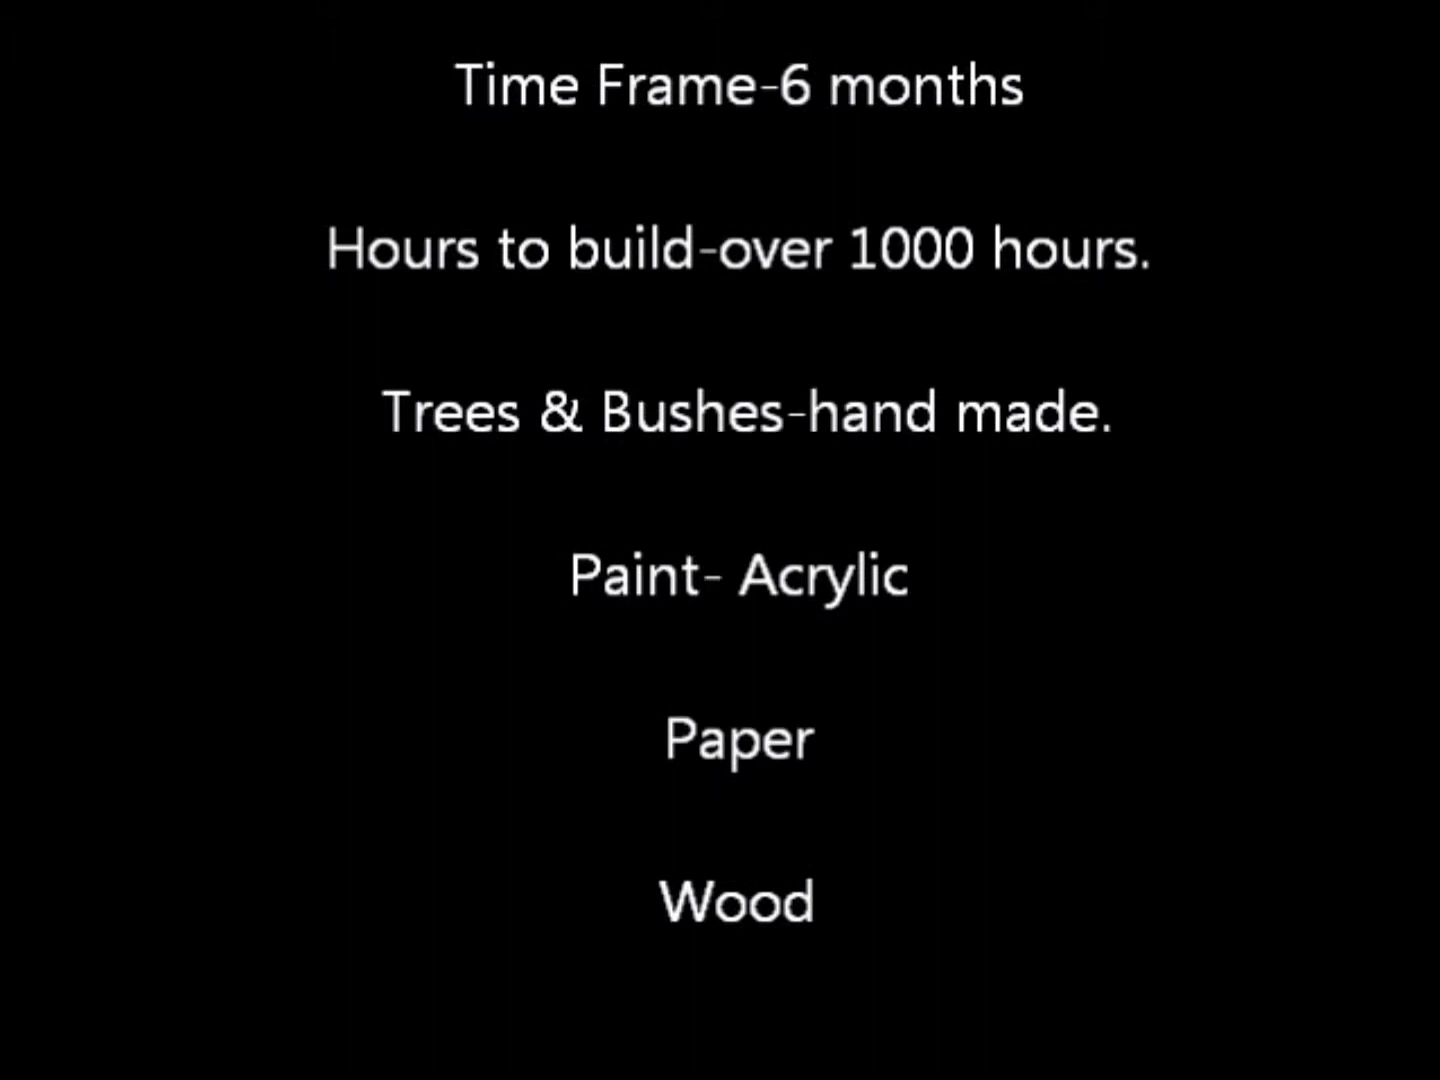 Time Frame-6 months
Hours to build-over 1000 hours.
Trees & Bushes-hand made.
Paint- Acrylic
Paper
Wood